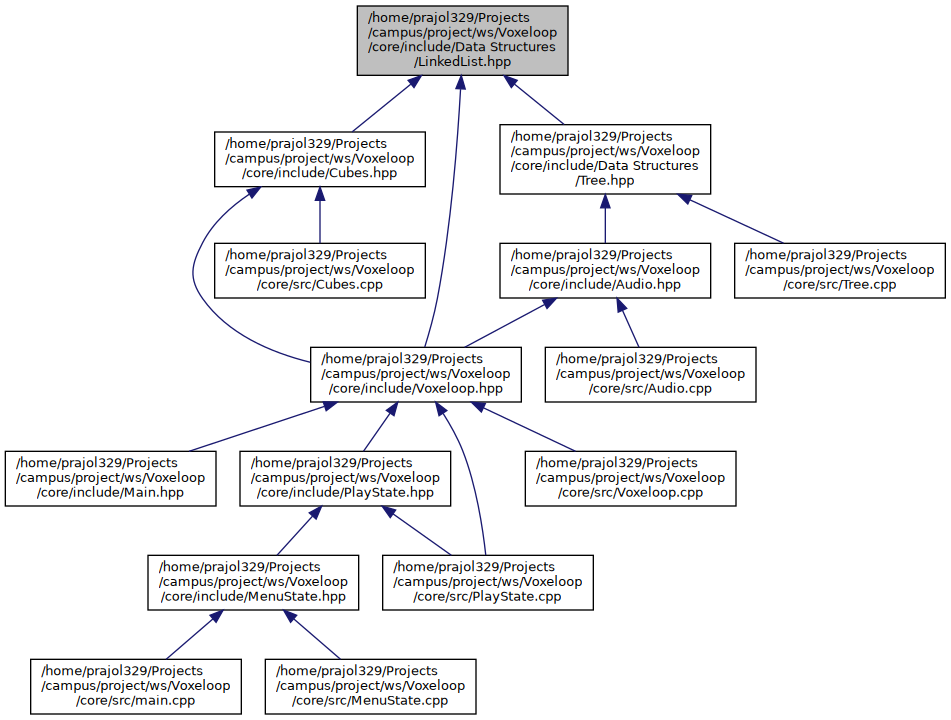 /home/prajol329/Projects
/campus/project/ws/Voxeloop
/core/include/Data Structures
/LinkedList.hpp
/home/prajol329/Projects
/campus/project/ws/Voxeloop
/core/include/Cubes.hpp
/home/prajol329/Projects
/campus/project/ws/Voxeloop
/core/include/Data Structures
/Tree.hpp
/home/prajol329/Projects
/campus/project/ws/Voxeloop
/core/src/Cubes.cpp
/home/prajol329/Projects
/campus/project/ws/Voxeloop
/core/include/Audio.hpp
/home/prajol329/Projects
/campus/project/ws/Voxeloop
/core/src/Tree.cpp
/home/prajol329/Projects
/campus/project/ws/Voxeloop
/core/include/Voxeloop.hpp
/home/prajol329/Projects
/campus/project/ws/Voxeloop
/core/src/Audio.cpp
/home/prajol329/Projects
/campus/project/ws/Voxeloop
/core/include/Main.hpp
/home/prajol329/Projects
/campus/project/ws/Voxeloop
/core/include/PlayState.hpp
/home/prajol329/Projects
/campus/project/ws/Voxeloop
/core/src/Voxeloop.cpp
/home/prajol329/Projects
/campus/project/ws/Voxeloop
/core/include/MenuState.hpp
/home/prajol329/Projects
/campus/project/ws/Voxeloop
/core/src/PlayState.cpp
/home/prajol329/Projects
/campus/project/ws/Voxeloop
/core/src/main.cpp
/home/prajol329/Projects
/campus/project/ws/Voxeloop
/core/src/MenuState.cpp